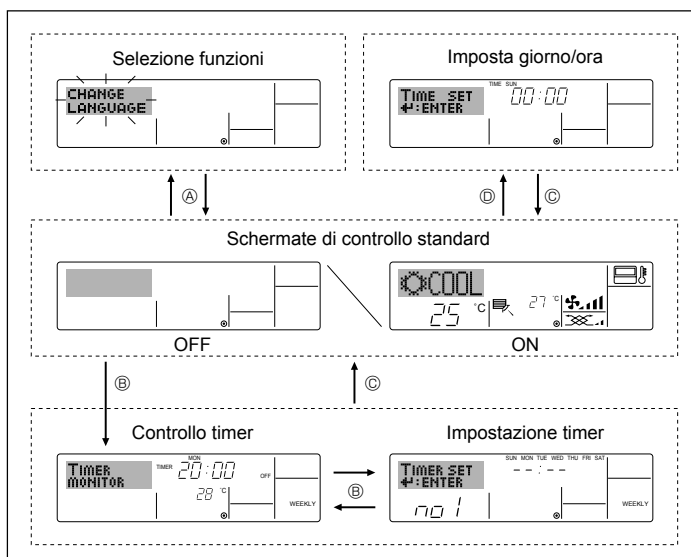 Selezione funzioni
CHANGE
LANGUAGE
Imposta giorno/ora
TIME SUN
TIME SET 00:00
↵:ENTER
Ⓐ
Ⓓ Ⓒ
Schermate di controllo standard
COOL
25 °C 27 °C
OFF ON
Ⓑ Ⓒ
Controllo timer
MON
TIMER TIMER 20:00 OFF
MONITOR
28 °C
WEEKLY
Ⓑ
Impostazione timer
SUN MON TUE WED THU FRI SAT
TIMER SET --:--
↵:ENTER
no 1 WEEKLY